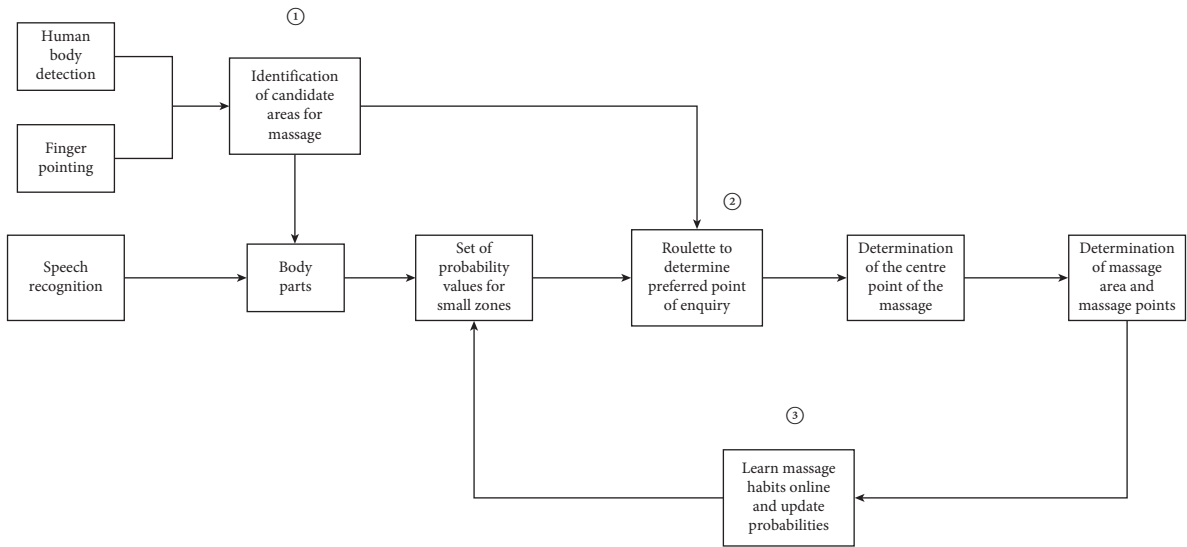 ①
Human
body
detection
Identification
of candidate
areas for
massage
Finger
pointing
②
Speech
recognition
Body
parts
Set of
probability
values for
small zones
Roulette to
determine
preferred point
of enquiry
Determination
of the centre
point of the
massage
Determination
of massage
area and
massage points
③
Learn massage
habits online
and update
probabilities